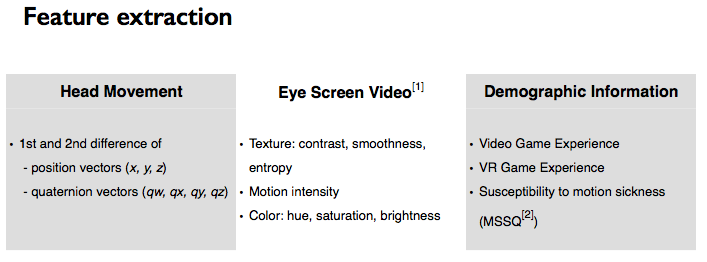 Feature extraction
Head Movement
• 1st and 2nd difference of
- position vectors (x, y, z)
- quaternion vectors (qw, qx, qy, qz)
Eye Screen Video[1]
• Texture: contrast, smoothness,
entropy
• Motion intensity
• Color: hue, saturation, brightness
Demographic Information
• Video Game Experience
• VR Game Experience
• Susceptibility to motion sickness
(MSSQ[2])